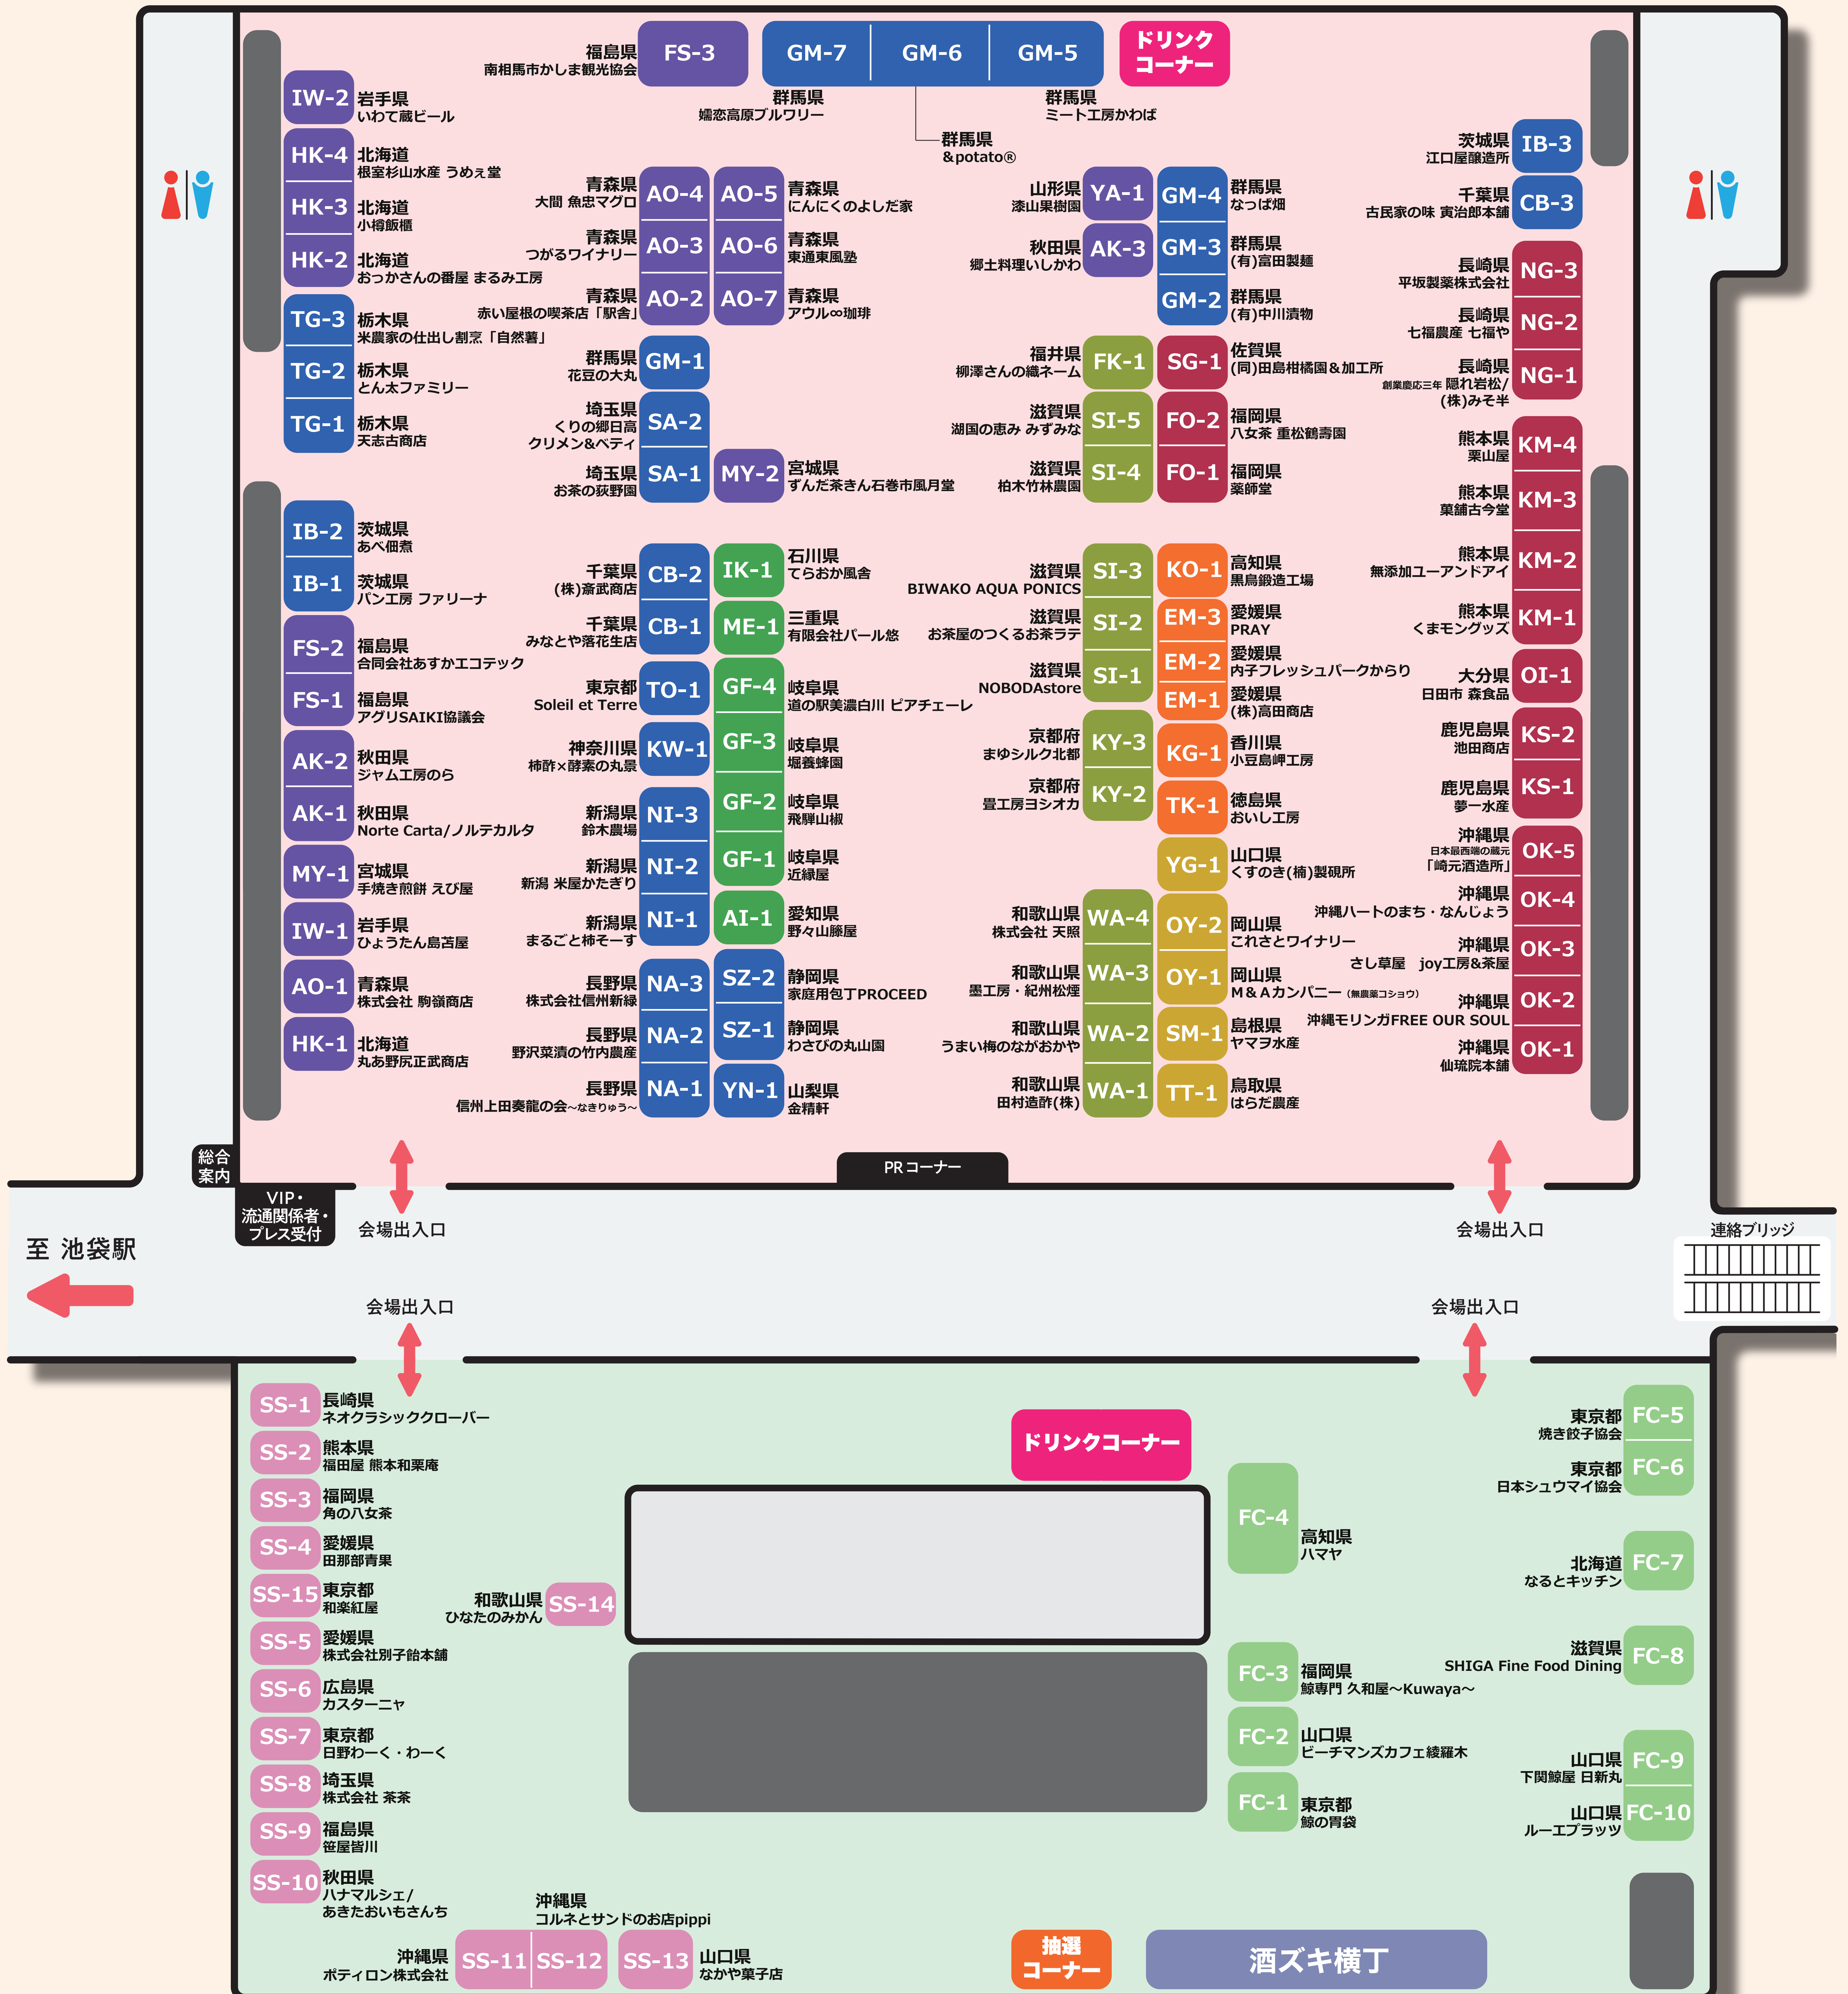 福島県
南相馬市かしま観光協会
FS-3
GM-7
GM-6
GM-5
群馬県
嬬恋高原ブルワリー
群馬県
&potato®
群馬県
ミート工房かわば
ドリンク
コーナー
IW-2
岩手県
いわて蔵ビール
HK-4
北海道
根室杉山水産 うめぇ堂
HK-3
北海道
小樽飯櫃
HK-2
北海道
おっかさんの番屋 まるみ工房
TG-3
栃木県
米農家の仕出し割烹「自然薯」
TG-2
栃木県
とん太ファミリー
TG-1
栃木県
天志古商店
IB-2
茨城県
あべ佃煮
IB-1
茨城県
パン工房 ファリーナ
FS-2
福島県
合同会社あすかエコテック
FS-1
福島県
アグリSAIKI協議会
AK-2
秋田県
ジャム工房のら
AK-1
秋田県
Norte Carta/ノルテカルタ
MY-1
宮城県
手焼き煎餅 えび屋
IW-1
岩手県
ひょうたん島苫屋
AO-1
青森県
株式会社 駒嶺商店
HK-1
北海道
丸あ野尻正武商店
青森県
大間 魚忠マグロ
AO-4
青森県
つがるワイナリー
AO-3
青森県
赤い屋根の喫茶店「駅舎」
AO-2
群馬県
花豆の大丸
GM-1
埼玉県
くりの郷日高
クリメン&ベティ
SA-2
埼玉県
お茶の荻野園
SA-1
千葉県
(株)斎武商店
CB-2
千葉県
みなとや落花生店
CB-1
東京都
Soleil et Terre
TO-1
神奈川県
柿酢×酵素の丸景
KW-1
新潟県
鈴木農場
NI-3
新潟県
新潟 米屋かたぎり
NI-2
新潟県
まるごと柿そーす
NI-1
長野県
株式会社信州新緑
NA-3
長野県
野沢菜漬の竹内農産
NA-2
長野県
信州上田奏龍の会~なきりゅう~
NA-1
AO-5
青森県
にんにくのよしだ家
AO-6
青森県
東通東風塾
AO-7
青森県
アウル∞珈琲
MY-2
宮城県
ずんだ茶きん石巻市風月堂
IK-1
石川県
てらおか風舎
ME-1
三重県
有限会社パール悠
GF-4
岐阜県
道の駅美濃白川 ピアチェーレ
GF-3
岐阜県
堀養蜂園
GF-2
岐阜県
飛騨山椒
GF-1
岐阜県
近縁屋
AI-1
愛知県
野々山籐屋
SZ-2
静岡県
家庭用包丁PROCEED
SZ-1
静岡県
わさびの丸山園
YN-1
山梨県
金精軒
山形県
漆山果樹園
YA-1
秋田県
郷土料理いしかわ
AK-3
福井県
柳澤さんの織ネーム
FK-1
滋賀県
湖国の恵み みずみな
SI-5
滋賀県
柏木竹林農園
SI-4
滋賀県
BIWAKO AQUA PONICS
SI-3
滋賀県
お茶屋のつくるお茶ラテ
SI-2
滋賀県
NOBODAstore
SI-1
京都府
まゆシルク北都
KY-3
京都府
畳工房ヨシオカ
KY-2
和歌山県
株式会社 天照
WA-4
和歌山県
墨工房・紀州松煙
WA-3
和歌山県
うまい梅のながおかや
WA-2
和歌山県
田村造酢(株)
WA-1
GM-4
群馬県
なっぱ畑
GM-3
群馬県
(有)富田製麺
GM-2
群馬県
(有)中川漬物
SG-1
佐賀県
(同)田島柑橘園&加工所
FO-2
福岡県
八女茶 重松鶴壽園
FO-1
福岡県
薬師堂
KO-1
高知県
黒鳥鍛造工場
EM-3
愛媛県
PRAY
EM-2
愛媛県
内子フレッシュパークからり
EM-1
愛媛県
(株)高田商店
KG-1
香川県
小豆島岬工房
TK-1
徳島県
おいし工房
YG-1
山口県
くすのき(楠)製硯所
OY-2
岡山県
これさとワイナリー
OY-1
岡山県
M&Aカンパニー(無農薬コショウ)
SM-1
島根県
ヤマヲ水産
TT-1
鳥取県
はらだ農産
茨城県
江口屋醸造所
IB-3
千葉県
古民家の味 寅治郎本舗
CB-3
長崎県
平坂製薬株式会社
NG-3
長崎県
七福農産 七福や
NG-2
長崎県
創業慶応三年 隠れ岩松/
(株)みそ半
NG-1
熊本県
栗山屋
KM-4
熊本県
菓舗古今堂
KM-3
熊本県
無添加ユーアンドアイ
KM-2
熊本県
くまモングッズ
KM-1
大分県
日田市 森食品
OI-1
鹿児島県
池田商店
KS-2
鹿児島県
夢一水産
KS-1
沖縄県
日本最西端の蔵元
「崎元酒造所」
OK-5
沖縄県
沖縄ハートのまち・なんじょう
OK-4
沖縄県
さし草屋 joy工房&茶屋
OK-3
沖縄県
沖縄モリンガFREE OUR SOUL
OK-2
沖縄県
仙琉院本舗
OK-1
総合
案内
VIP・
流通関係者・
プレス受付
PRコーナー
会場出入口
会場出入口
至 池袋駅
連絡ブリッジ
会場出入口
会場出入口
SS-1
長崎県
ネオクラシッククローバー
SS-2
熊本県
福田屋 熊本和栗庵
SS-3
福岡県
角の八女茶
SS-4
愛媛県
田那部青果
SS-15
東京都
和楽紅屋
SS-5
愛媛県
株式会社別子飴本舗
SS-6
広島県
カスターニャ
SS-7
東京都
日野わーく・わーく
SS-8
埼玉県
株式会社 茶茶
SS-9
福島県
笹屋皆川
SS-10
秋田県
ハナマルシェ/
あきたおいもさんち
和歌山県
ひなたのみかん
SS-14
沖縄県
コルネとサンドのお店pippi
沖縄県
ポティロン株式会社
SS-11
SS-12
SS-13
山口県
なかや菓子店
ドリンクコーナー
FC-4
高知県
ハマヤ
FC-3
福岡県
鯨専門 久和屋~Kuwaya~
FC-2
山口県
ビーチマンズカフェ綾羅木
FC-1
東京都
鯨の胃袋
東京都
焼き餃子協会
FC-5
東京都
日本シュウマイ協会
FC-6
北海道
なるとキッチン
FC-7
滋賀県
SHIGA Fine Food Dining
FC-8
山口県
下関鯨屋 日新丸
FC-9
山口県
ルーエプラッツ
FC-10
抽選
コーナー
酒ズキ横丁